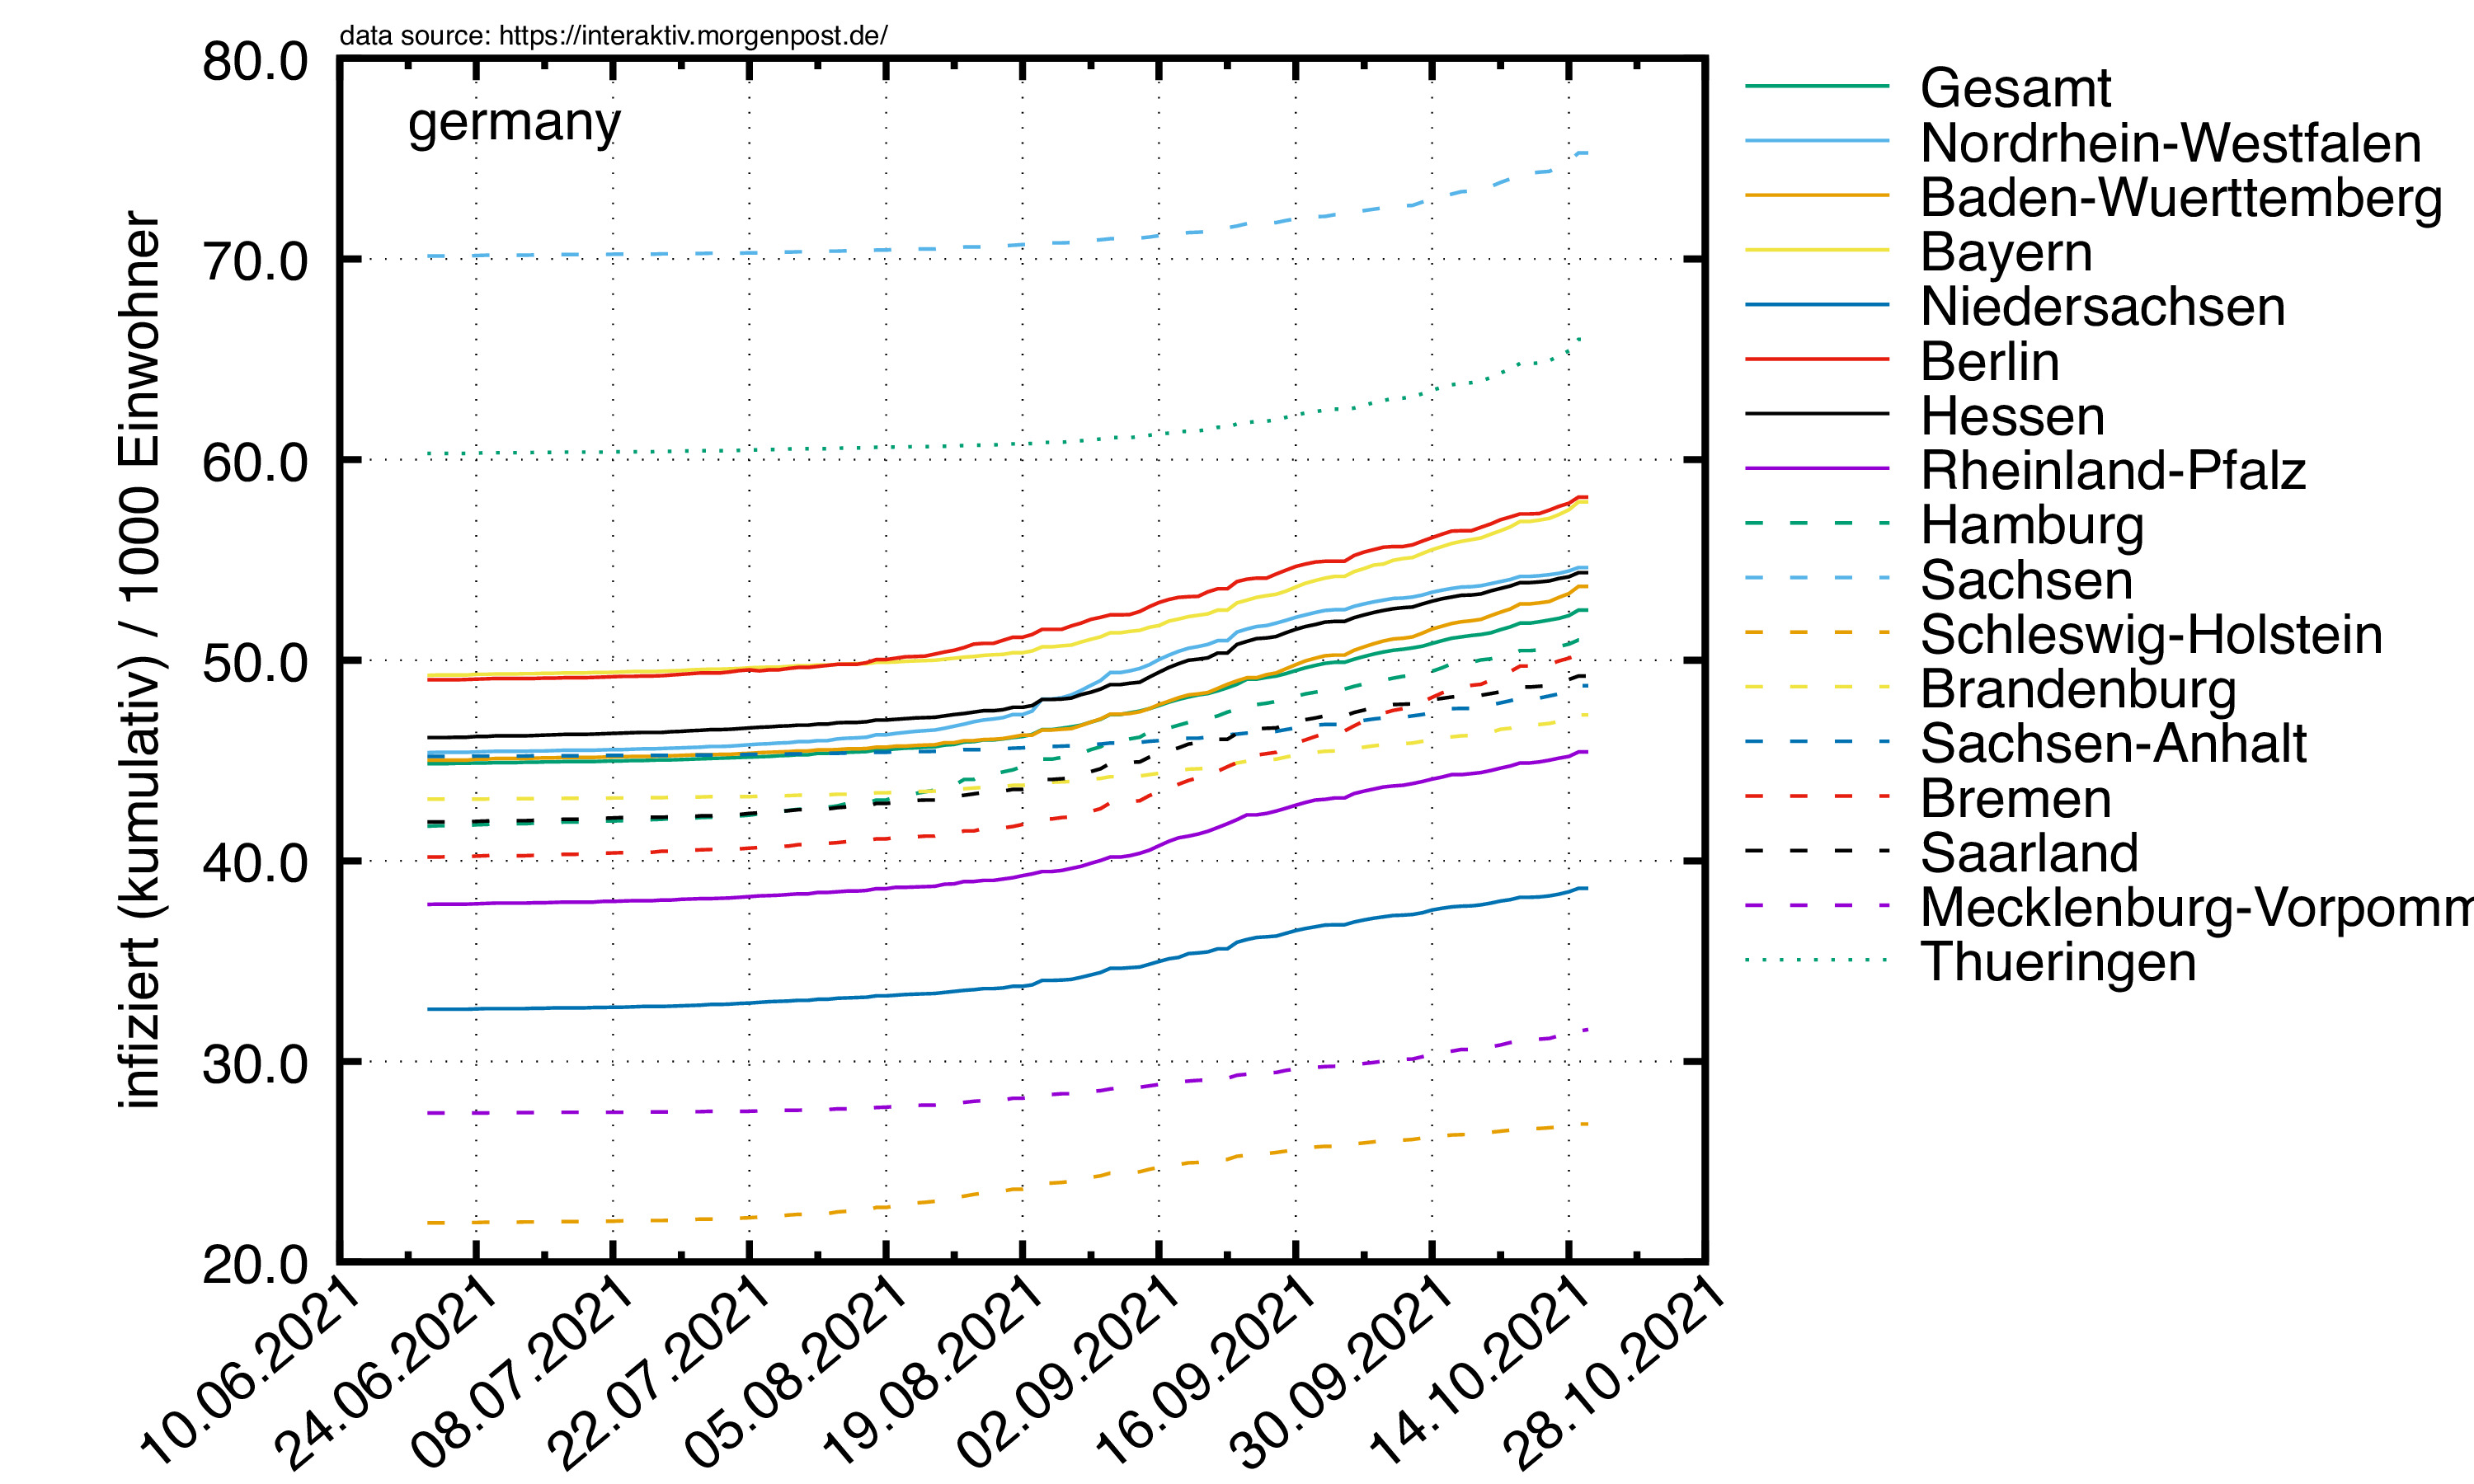 data source: https://interaktiv.morgenpost.de/
germany
infiziert (kumulativ) / 1000 Einwohner
80.0
70.0
60.0
50.0
40.0
30.0
20.0
10.06.2021
24.06.2021
08.07.2021
22.07.2021
05.08.2021
19.08.2021
02.09.2021
16.09.2021
30.09.2021
14.10.2021
28.10.2021
Gesamt
Nordrhein-Westfalen
Baden-Wuerttemberg
Bayern
Niedersachsen
Berlin
Hessen
Rheinland-Pfalz
Hamburg
Sachsen
Schleswig-Holstein
Brandenburg
Sachsen-Anhalt
Bremen
Saarland
Mecklenburg-Vorpomm
Thueringen